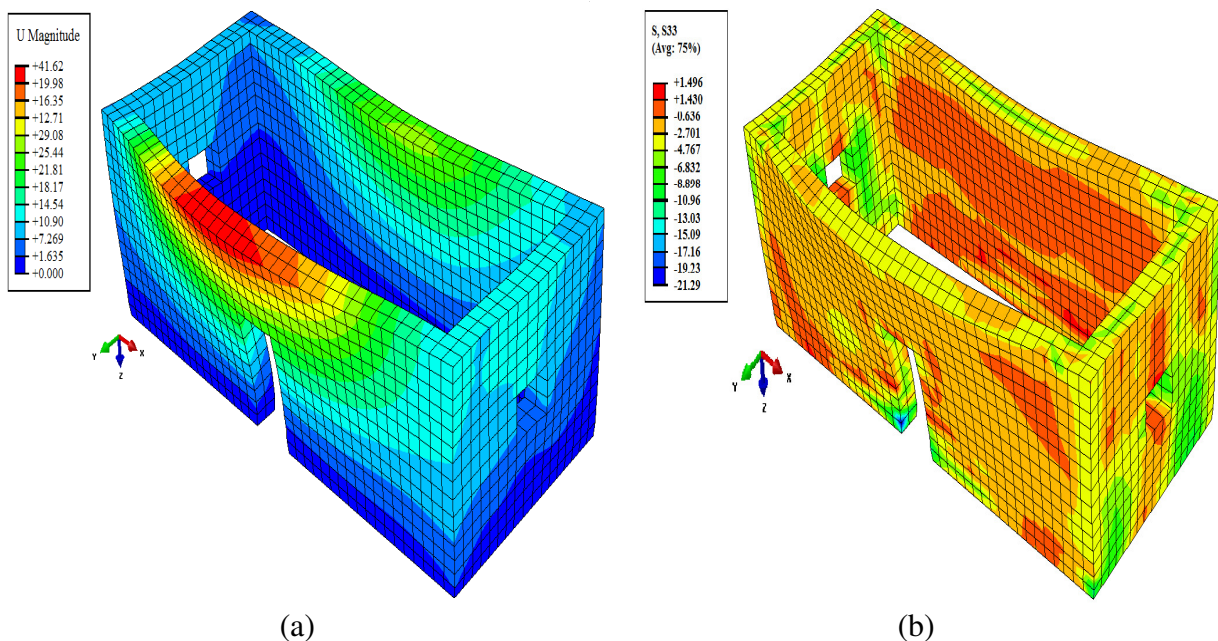 U Magnitude
+41.62
+19.98
+16.35
+12.71
+29.08
+25.44
+21.81
+18.17
+14.54
+10.90
+7.269
+1.635
+0.000
Y X
Z
(a)
S, S33
(Avg: 75%)
+1.496
+1.430
-0.636
-2.701
-4.767
-6.832
-8.898
-10.96
-13.03
-15.09
-17.16
-19.23
-21.29
Y X
Z
(b)